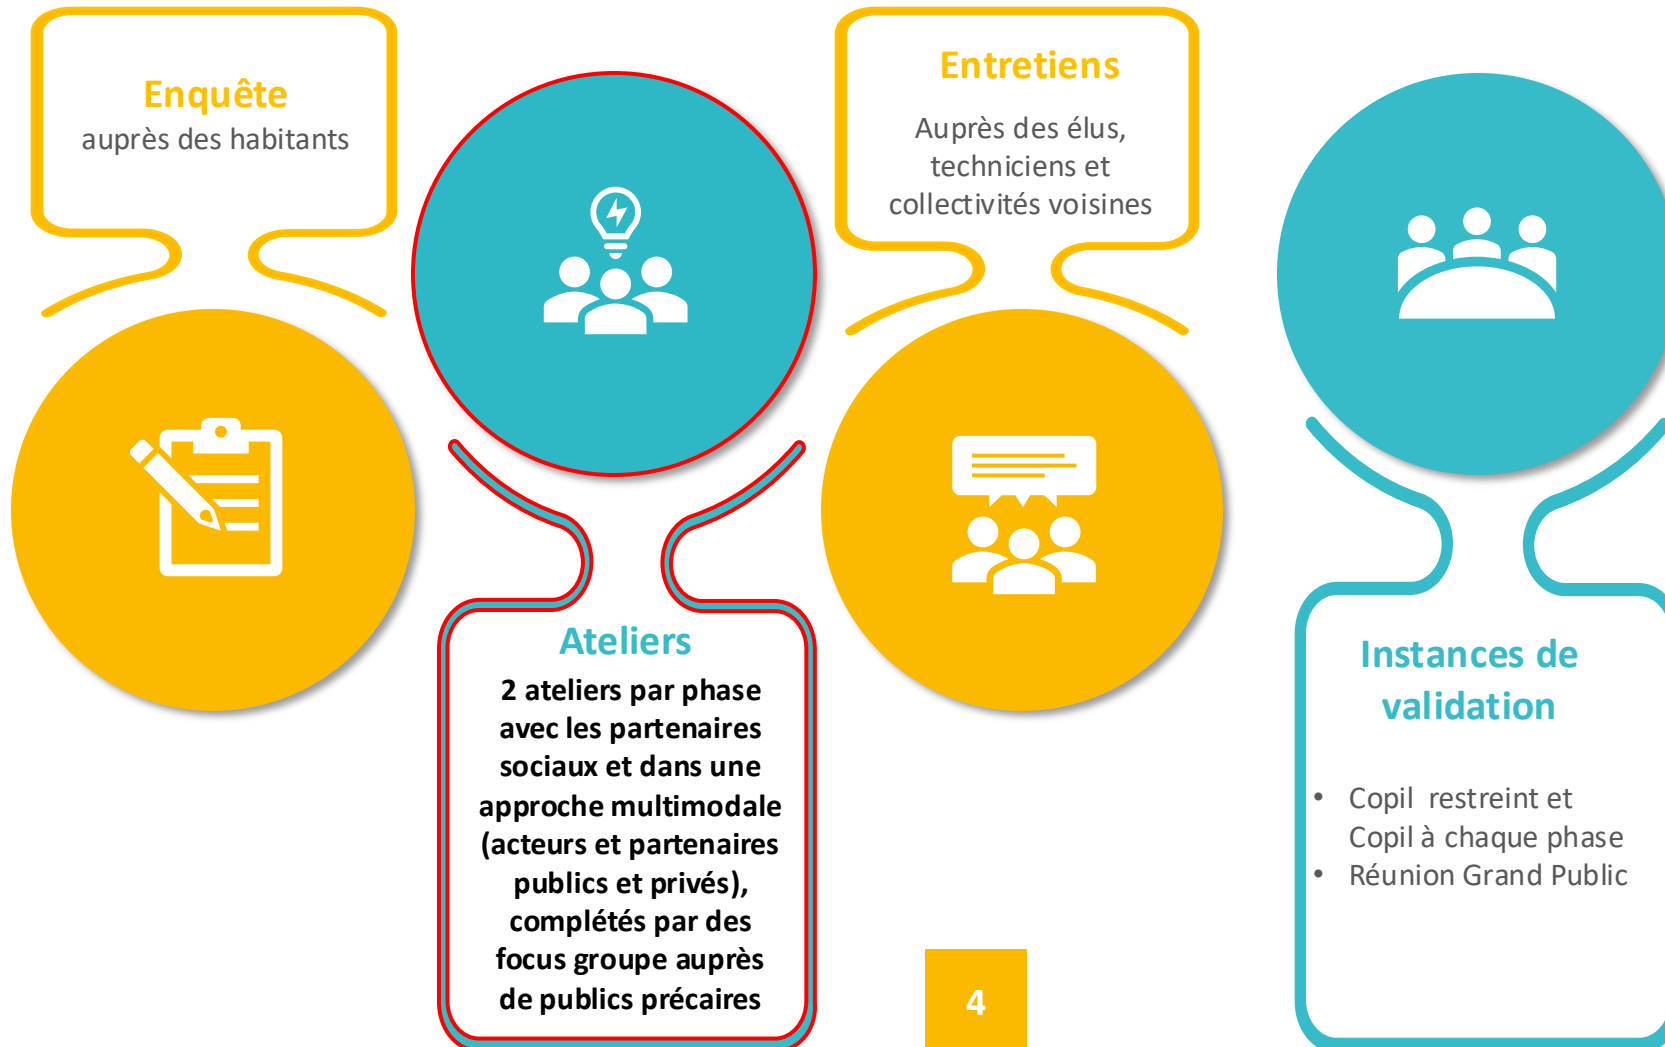 Enquête
auprès des habitants
Ateliers
2 ateliers par phase
avec les partenaires
sociaux et dans une
approche multimodale
(acteurs et partenaires
publics et privés),
complétés par des
focus groupe auprès
de publics précaires
Entretiens
Auprès des élus,
techniciens et
collectivités voisines
Instances de
validation
• Copil restreint et
Copil à chaque phase
• Réunion Grand Public
4